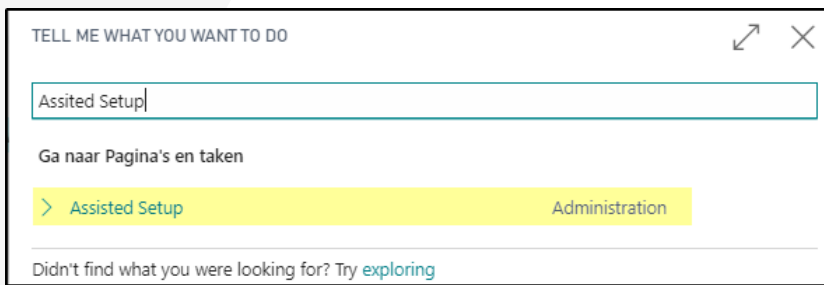 TELL ME WHAT YOU WANT TO DO
Assited Setup
Ga naar Pagina's en taken
Assisted Setup Administration
Didn't find what you were looking for? Try exploring